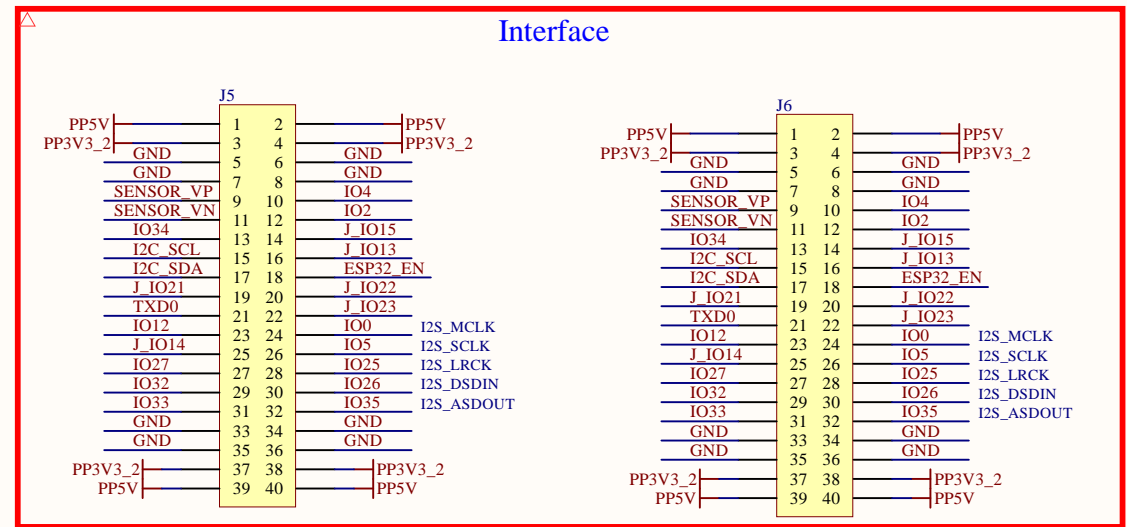 Interface
J5
PP5V 1 2 PP5V
PP3V3_2 3 4 PP3V3_2
GND 5 6 GND
GND 7 8 GND
SENSOR_VP 9 10 IO4
SENSOR_VN 11 12 IO2
IO34 13 14 J_IO15
I2C_SCL 15 16 J_IO13
I2C_SDA 17 18 ESP32_EN
J_IO21 19 20 J_IO22
TXD0 21 22 J_IO23
IO12 23 24 IO0 I2S_MCLK
J_IO14 25 26 IO5 I2S_SCLK
IO27 27 28 IO25 I2S_LRCK
IO32 29 30 IO26 I2S_DSDIN
IO33 31 32 IO35 I2S_ASDOUT
GND 33 34 GND
GND 35 36 GND
PP3V3_2 37 38 PP3V3_2
PP5V 39 40 PP5V
J6
PP5V 1 2 PP5V
PP3V3_2 3 4 PP3V3_2
GND 5 6 GND
GND 7 8 GND
SENSOR_VP 9 10 IO4
SENSOR_VN 11 12 IO2
IO34 13 14 J_IO15
I2C_SCL 15 16 J_IO13
I2C_SDA 17 18 ESP32_EN
J_IO21 19 20 J_IO22
TXD0 21 22 J_IO23
IO12 23 24 IO0 I2S_MCLK
J_IO14 25 26 IO5 I2S_SCLK
IO27 27 28 IO25 I2S_LRCK
IO32 29 30 IO26 I2S_DSDIN
IO33 31 32 IO35 I2S_ASDOUT
GND 33 34 GND
GND 35 36 GND
PP3V3_2 37 38 PP3V3_2
PP5V 39 40 PP5V